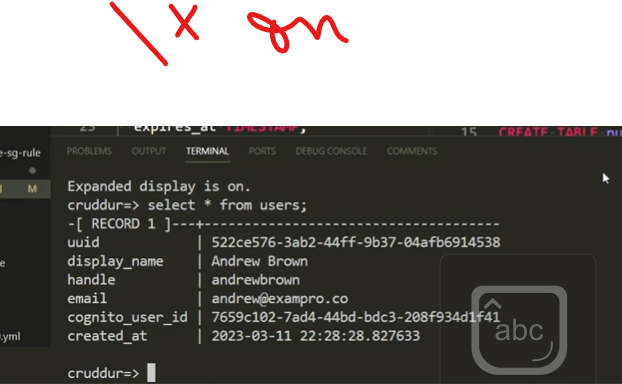 \x on
25 expires_at TIMESTAMP,
15 CREATE TABLE pu
e-sg-rule
PROBLEMS OUTPUT TERMINAL PORTS DEBUG CONSOLE COMMENTS
M
Expanded display is on.
cruddur=> select * from users;
-[ RECORD 1 ]---+------------------------------------
uuid | 522ce576-3ab2-44ff-9b37-04afb6914538
display_name | Andrew Brown
handle | andrewbrown
email | andrew@exampro.co
cognito_user_id | 7659c102-7ad4-44bd-bdc3-208f934d1f41
created_at | 2023-03-11 22:28:28.827633
.yml
abc
cruddur=>